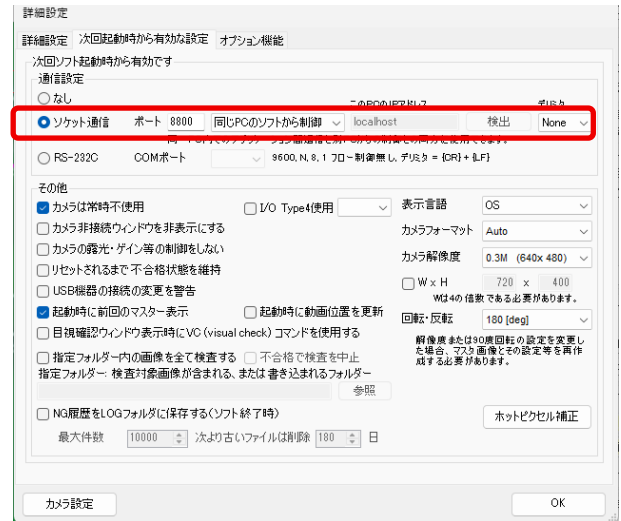 詳細設定
詳細設定 次回起動時から有効な設定 オプション機能
次回ソフト起動時から有効です
通信設定
なし
このPCのIPアドレス デリミタ
ソケット通信 ポート 8800 同じPCのソフトから制御 localhost 検出 None
RS-232C COMポート 9600, N, 8, 1 フロー制御無し, デリミタ = {CR} + {LF}
その他
カメラは常時不使用 I/O Type4使用
カメラ非接続ウィンドウを非表示にする
カメラの露光・ゲイン等の制御をしない
リセットされるまで不合格状態を維持
USB機器の接続の変更を警告
起動時に前回のマスター表示 起動時に動画位置を更新
目視確認ウィンドウ表示時にVC (visual check) コマンドを使用する
指定フォルダー内の画像を全て検査する 不合格で検査を中止
指定フォルダー: 検査対象画像が含まれる、または書き込まれるフォルダー
参照
NG履歴をLOGフォルダに保存する(ソフト終了時)
最大件数 10000 次より古いファイルは削除 180 日
表示言語 OS
カメラフォーマット Auto
カメラ解像度 0.3M (640x 480)
W x H 720 x 400
Wは4の倍数である必要があります。
回転・反転 180 [deg]
解像度または90度回転の設定を変更し
た場合、マスク画像とその設定等を再作
成する必要があります。
ホットピクセル補正
カメラ設定 OK